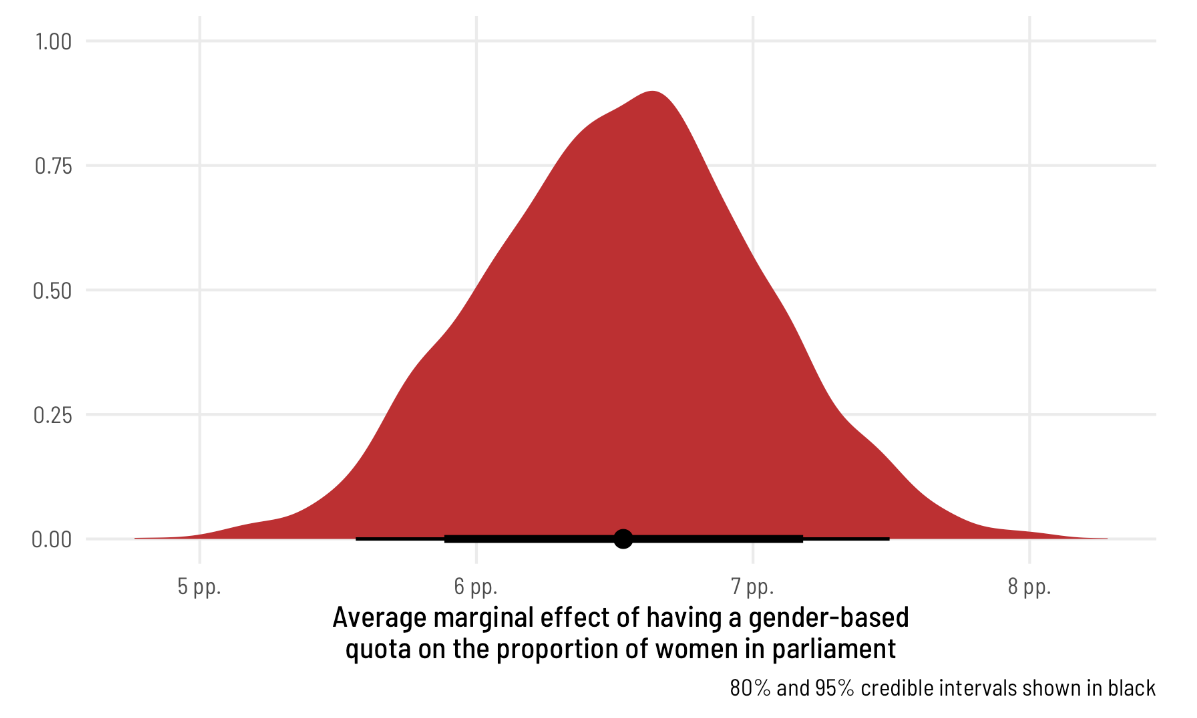 1.00
0.75
0.50
0.25
0.00
5 pp.
6 pp.
7 pp.
8 pp.
Average marginal effect of having a gender-based
quota on the proportion of women in parliament
80% and 95% credible intervals shown in black